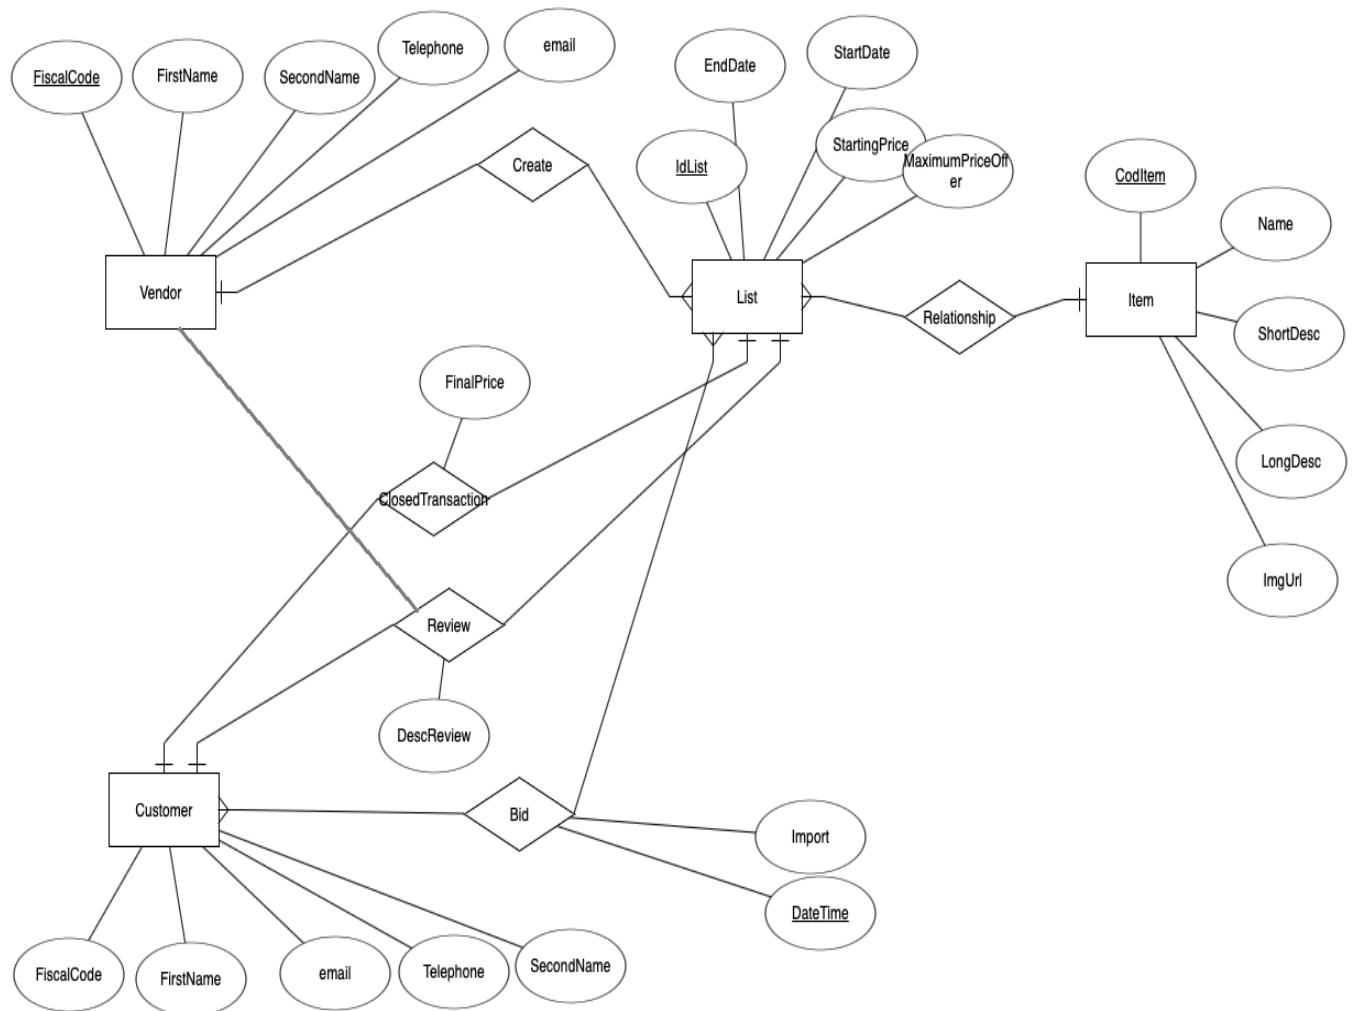 FiscalCode
FirstName
SecondName
Telephone
email
Create
EndDate
StartDate
IdList
StartingPrice
MaximumPriceOff
er
CodItem
Name
Vendor
List
Relationship
Item
ShortDesc
FinalPrice
LongDesc
ClosedTransaction
ImgUrl
Review
DescReview
Customer
Bid
Import
DateTime
FiscalCode
FirstName
email
Telephone
SecondName